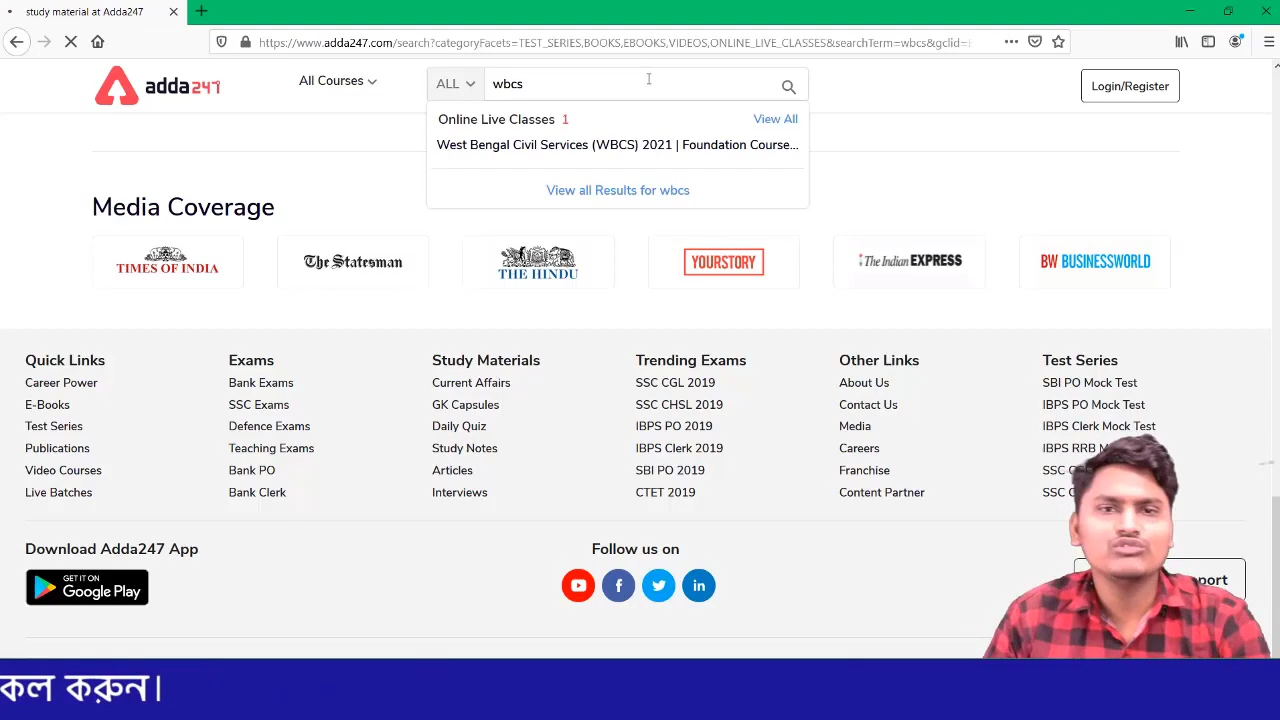 study material at Adda247
https://www.adda247.com/search?categoryFacets=TEST_SERIES,BOOKS,EBOOKS,VIDEOS,ONLINE_LIVE_CLASSES&searchTerm=wbcs&gclid=
adda247
All Courses
ALL
wbcs
Login/Register
Online Live Classes 1 View All
West Bengal Civil Services (WBCS) 2021 | Foundation Course...
View all Results for wbcs
Media Coverage
TIMES OF INDIA
The Statesman
THE HINDU
YOURSTORY
The Indian EXPRESS
BW BUSINESSWORLD
Quick Links Exams Study Materials Trending Exams Other Links Test Series
Career Power Bank Exams Current Affairs SSC CGL 2019 About Us SBI PO Mock Test
E-Books SSC Exams GK Capsules SSC CHSL 2019 Contact Us IBPS PO Mock Test
Test Series Defence Exams Daily Quiz IBPS PO 2019 Media IBPS Clerk Mock Test
Publications Teaching Exams Study Notes IBPS Clerk 2019 Careers IBPS RRB
Video Courses Bank PO Articles SBI PO 2019 Franchise SSC
Live Batches Bank Clerk Interviews CTET 2019 Content Partner SSC
Download Adda247 App Follow us on
GET IT ON
Google Play
কল করুন।